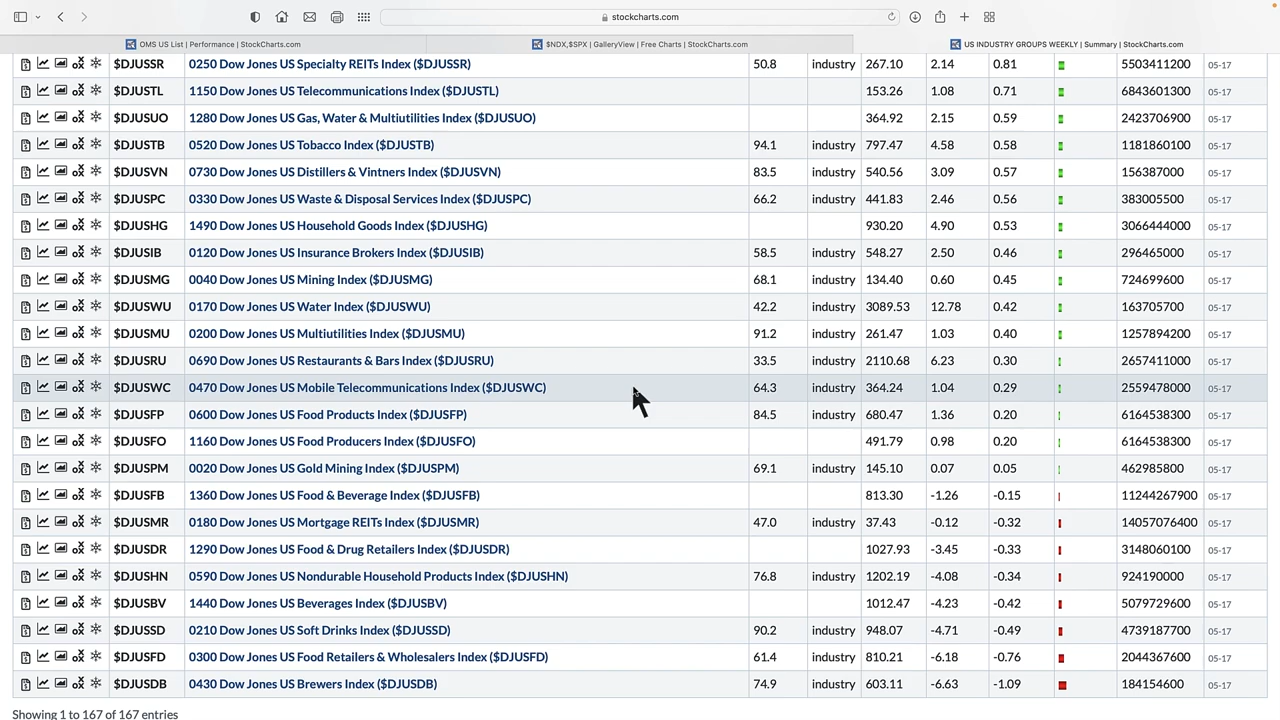 stockcharts.com
OMS US List | Performance | StockCharts.com
$NDX,$SPX | GalleryView | Free Charts | StockCharts.com
US INDUSTRY GROUPS WEEKLY | Summary | StockCharts.com
$DJUSSR 0250 Dow Jones US Specialty REITs Index ($DJUSSR) 50.8 industry 267.10 2.14 0.81 5503411200 05-17
$DJUSTL 1150 Dow Jones US Telecommunications Index ($DJUSTL) 153.26 1.08 0.71 6843601300 05-17
$DJUSUO 1280 Dow Jones US Gas, Water & Multiutilities Index ($DJUSUO) 364.92 2.15 0.59 2423706900 05-17
$DJUSTB 0520 Dow Jones US Tobacco Index ($DJUSTB) 94.1 industry 797.47 4.58 0.58 1181860100 05-17
$DJUSVN 0730 Dow Jones US Distillers & Vintners Index ($DJUSVN) 83.5 industry 540.56 3.09 0.57 156387000 05-17
$DJUSPC 0330 Dow Jones US Waste & Disposal Services Index ($DJUSPC) 66.2 industry 441.83 2.46 0.56 383005500 05-17
$DJUSHG 1490 Dow Jones US Household Goods Index ($DJUSHG) 930.20 4.90 0.53 3066444000 05-17
$DJUSIB 0120 Dow Jones US Insurance Brokers Index ($DJUSIB) 58.5 industry 548.27 2.50 0.46 296465000 05-17
$DJUSMG 0040 Dow Jones US Mining Index ($DJUSMG) 68.1 industry 134.40 0.60 0.45 724699600 05-17
$DJUSWU 0170 Dow Jones US Water Index ($DJUSWU) 42.2 industry 3089.53 12.78 0.42 163705700 05-17
$DJUSMU 0200 Dow Jones US Multiutilities Index ($DJUSMU) 91.2 industry 261.47 1.03 0.40 1257894200 05-17
$DJUSRU 0690 Dow Jones US Restaurants & Bars Index ($DJUSRU) 33.5 industry 2110.68 6.23 0.30 2657411000 05-17
$DJUSWC 0470 Dow Jones US Mobile Telecommunications Index ($DJUSWC) 64.3 industry 364.24 1.04 0.29 2559478000 05-17
$DJUSFP 0600 Dow Jones US Food Products Index ($DJUSFP) 84.5 industry 680.47 1.36 0.20 6164538300 05-17
$DJUSFO 1160 Dow Jones US Food Producers Index ($DJUSFO) 491.79 0.98 0.20 6164538300 05-17
$DJUSPM 0020 Dow Jones US Gold Mining Index ($DJUSPM) 69.1 industry 145.10 0.07 0.05 462985800 05-17
$DJUSFB 1360 Dow Jones US Food & Beverage Index ($DJUSFB) 813.30 -1.26 -0.15 11244267900 05-17
$DJUSMR 0180 Dow Jones US Mortgage REITs Index ($DJUSMR) 47.0 industry 37.43 -0.12 -0.32 14057076400 05-17
$DJUSDR 1290 Dow Jones US Food & Drug Retailers Index ($DJUSDR) 1027.93 -3.45 -0.33 3148060100 05-17
$DJUSHN 0590 Dow Jones US Nondurable Household Products Index ($DJUSHN) 76.8 industry 1202.19 -4.08 -0.34 924190000 05-17
$DJUSBV 1440 Dow Jones US Beverages Index ($DJUSBV) 1012.47 -4.23 -0.42 5079729600 05-17
$DJUSSD 0210 Dow Jones US Soft Drinks Index ($DJUSSD) 90.2 industry 948.07 -4.71 -0.49 4739187700 05-17
$DJUSFD 0300 Dow Jones US Food Retailers & Wholesalers Index ($DJUSFD) 61.4 industry 810.21 -6.18 -0.76 2044367600 05-17
$DJUSDB 0430 Dow Jones US Brewers Index ($DJUSDB) 74.9 industry 603.11 -6.63 -1.09 184154600 05-17
Showing 1 to 167 of 167 entries